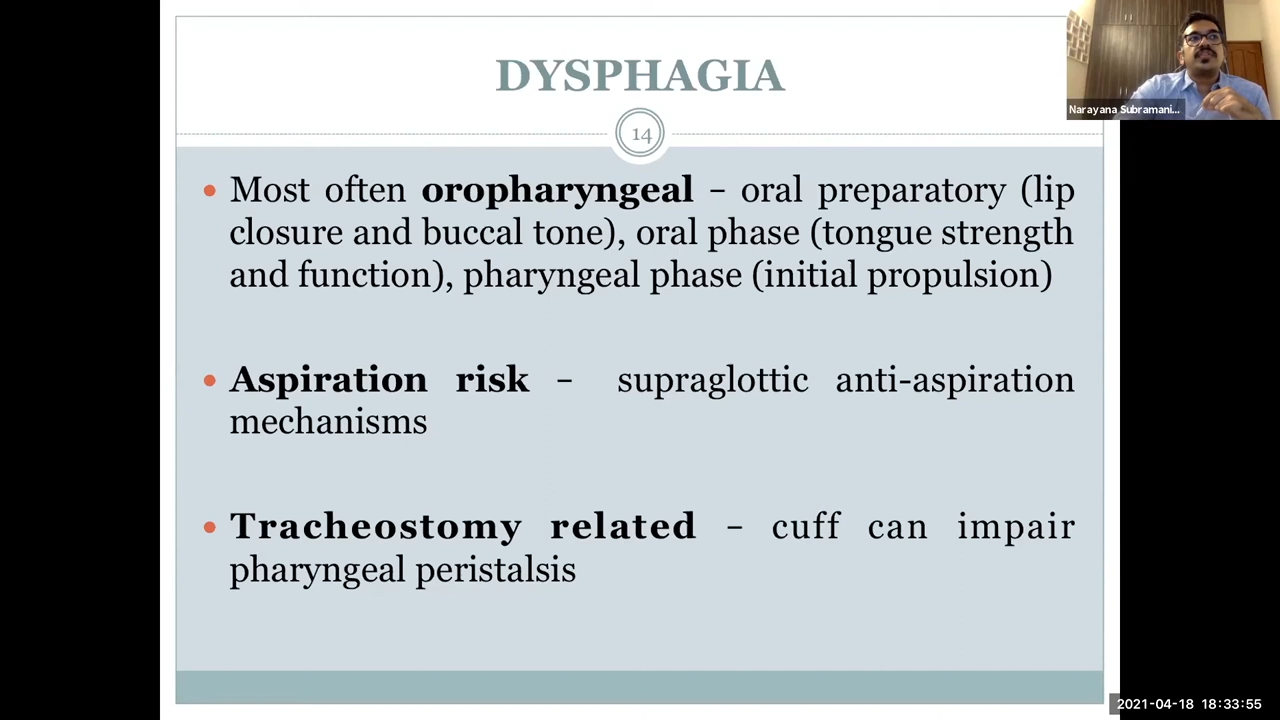 DYSPHAGIA
14
• Most often oropharyngeal – oral preparatory (lip
closure and buccal tone), oral phase (tongue strength
and function), pharyngeal phase (initial propulsion)
• Aspiration risk – supraglottic anti-aspiration
mechanisms
• Tracheostomy related – cuff can impair
pharyngeal peristalsis
Narayana Subramani...
2021-04-18 18:33:55